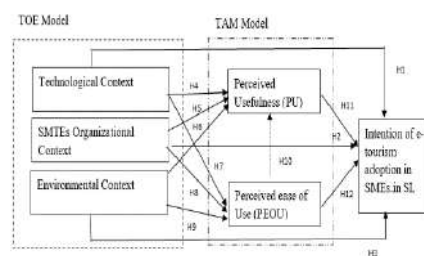 TOE Model
TAM Model
Technological Context
SMTEs Organizational
Context
Environmental Context
Perceived
Usefulness (PU)
Perceived ease of
Use (PEOU)
Intention of e-
tourism
adoption in
SMEs.in SL
H1
H2
H3
H4
H5
H6
H7
H8
H9
H10
H11
H12